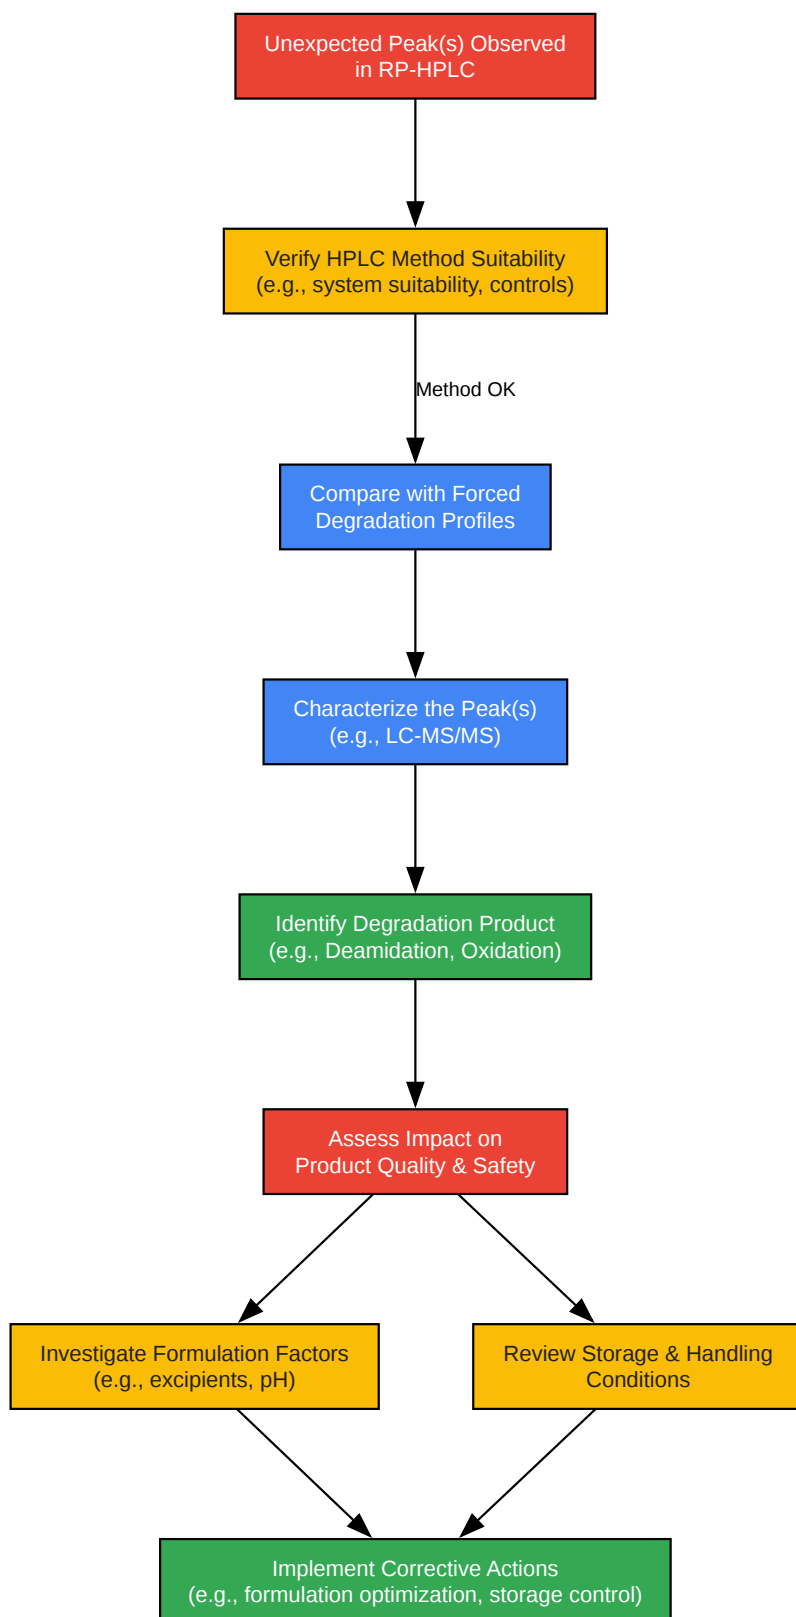 Unexpected Peak(s) Observed
in RP-HPLC
Verify HPLC Method Suitability
(e.g., system suitability, controls)
Method OK
Compare with Forced
Degradation Profiles
Characterize the Peak(s)
(e.g., LC-MS/MS)
Identify Degradation Product
(e.g., Deamidation, Oxidation)
Assess Impact on
Product Quality & Safety
Investigate Formulation Factors
(e.g., excipients, pH)
Review Storage & Handling
Conditions
Implement Corrective Actions
(e.g., formulation optimization, storage control)